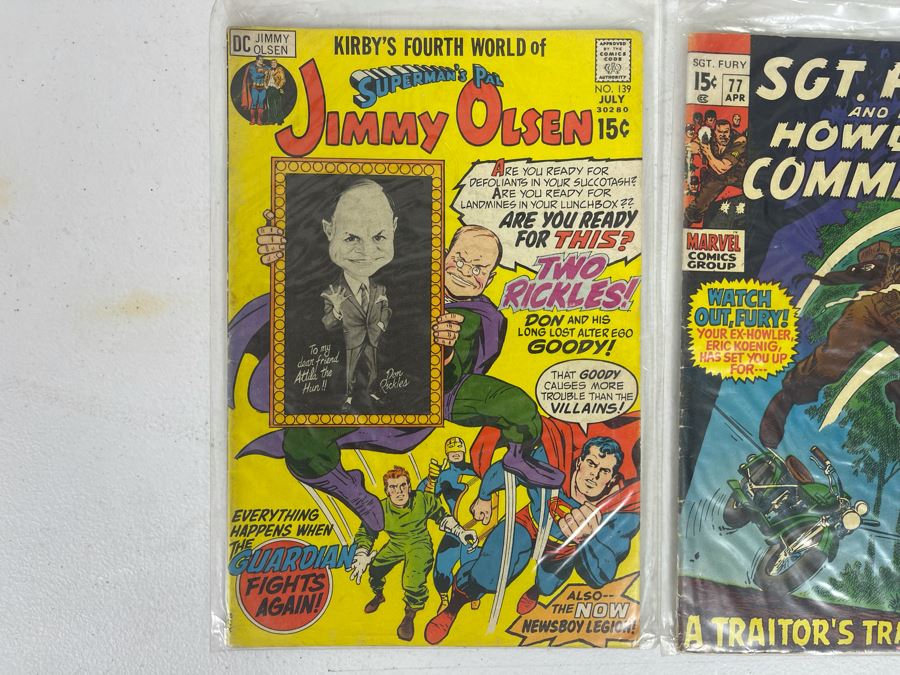 DC JIMMY
OLSEN
KIRBY'S FOURTH WORLD of
SUPERMAN'S PAL
JIMMY OLSEN
APPROVED
BY THE
COMICS
CODE
AUTHORITY
NO. 139
JULY
30280
15¢
ARE YOU READY FOR
DEFOLIANTS IN YOUR SUCCOTASH?
ARE YOU READY FOR
LANDMINES IN YOUR LUNCHBOX??
ARE YOU READY
FOR THIS?
TWO
RICKLES!
DON AND HIS
LONG LOST ALTER EGO
GOODY!
THAT GOODY
CAUSES MORE
TROUBLE THAN THE
VILLAINS!
To my
dear friend
Attila the
Hun!!
Don
Rickles
EVERYTHING
HAPPENS WHEN
THE
GUARDIAN
FIGHTS
AGAIN!
ALSO--
THE NOW
NEWSBOY LEGION!
SGT. FURY
15¢
77
APR
SGT. F
AND
HOW
COMM
MARVEL
COMICS
GROUP
WATCH
OUT, FURY!
YOUR EX-HOWLER,
ERIC KOENIG,
HAS SET YOU UP
FOR---
A TRAITOR'S TRA